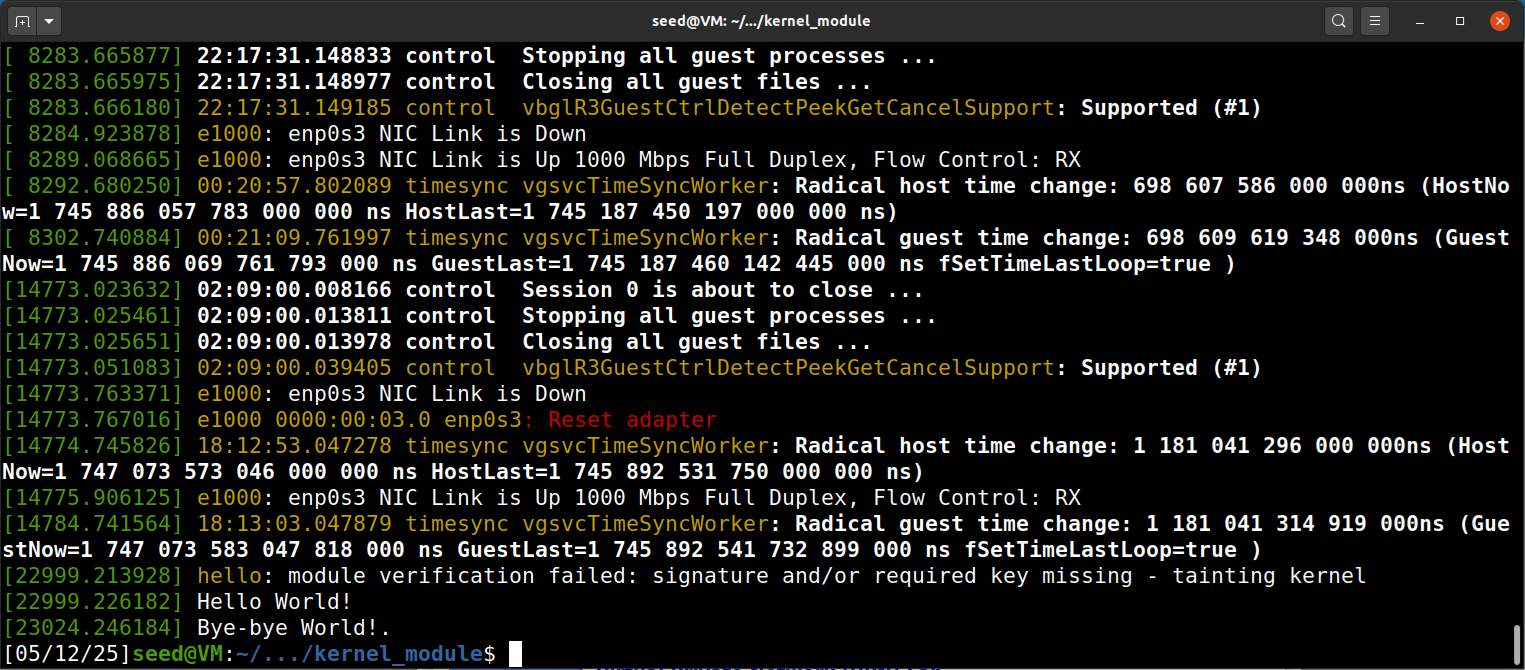 seed@VM: ~/.../kernel_module
[ 8283.665877] 22:17:31.148833 control  Stopping all guest processes ...
[ 8283.665975] 22:17:31.148977 control  Closing all guest files ...
[ 8283.666180] 22:17:31.149185 control  vbglR3GuestCtrlDetectPeekGetCancelSupport: Supported (#1)
[ 8284.923878] e1000: enp0s3 NIC Link is Down
[ 8289.068665] e1000: enp0s3 NIC Link is Up 1000 Mbps Full Duplex, Flow Control: RX
[ 8292.680250] 00:20:57.802089 timesync vgsvcTimeSyncWorker: Radical host time change: 698 607 586 000 000ns (HostNo
w=1 745 886 057 783 000 000 ns HostLast=1 745 187 450 197 000 000 ns)
[ 8302.740884] 00:21:09.761997 timesync vgsvcTimeSyncWorker: Radical guest time change: 698 609 619 348 000ns (Guest
Now=1 745 886 069 761 793 000 ns GuestLast=1 745 187 460 142 445 000 ns fSetTimeLastLoop=true )
[14773.023632] 02:09:00.008166 control  Session 0 is about to close ...
[14773.025461] 02:09:00.013811 control  Stopping all guest processes ...
[14773.025651] 02:09:00.013978 control  Closing all guest files ...
[14773.051083] 02:09:00.039405 control  vbglR3GuestCtrlDetectPeekGetCancelSupport: Supported (#1)
[14773.763371] e1000: enp0s3 NIC Link is Down
[14773.767016] e1000 0000:00:03.0 enp0s3: Reset adapter
[14774.745826] 18:12:53.047278 timesync vgsvcTimeSyncWorker: Radical host time change: 1 181 041 296 000 000ns (Host
Now=1 747 073 573 046 000 000 ns HostLast=1 745 892 531 750 000 000 ns)
[14775.906125] e1000: enp0s3 NIC Link is Up 1000 Mbps Full Duplex, Flow Control: RX
[14784.741564] 18:13:03.047879 timesync vgsvcTimeSyncWorker: Radical guest time change: 1 181 041 314 919 000ns (Gue
stNow=1 747 073 583 047 818 000 ns GuestLast=1 745 892 541 732 899 000 ns fSetTimeLastLoop=true )
[22999.213928] hello: module verification failed: signature and/or required key missing - tainting kernel
[22999.226182] Hello World!
[23024.246184] Bye-bye World!.
[05/12/25]seed@VM:~/.../kernel_module$